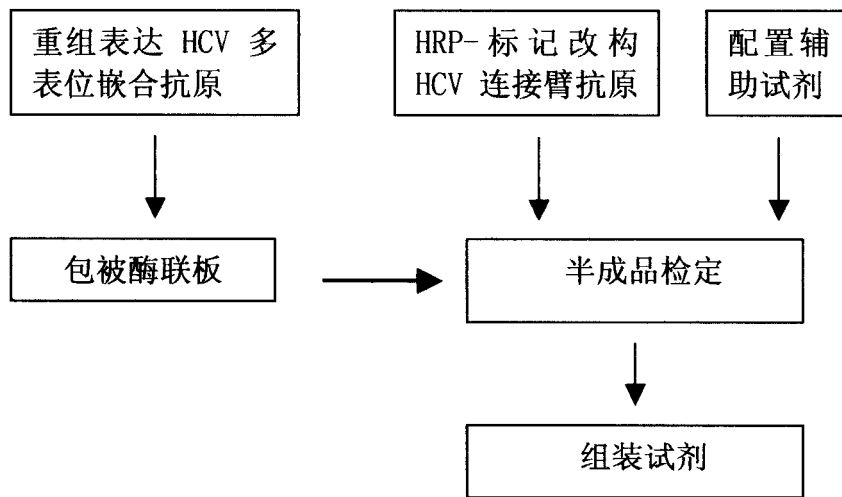 重组表达 HCV 多
表位嵌合抗原
HRP-标记改构
HCV 连接臂抗原
配置辅
助试剂
包被酶联板
半成品检定
组装试剂